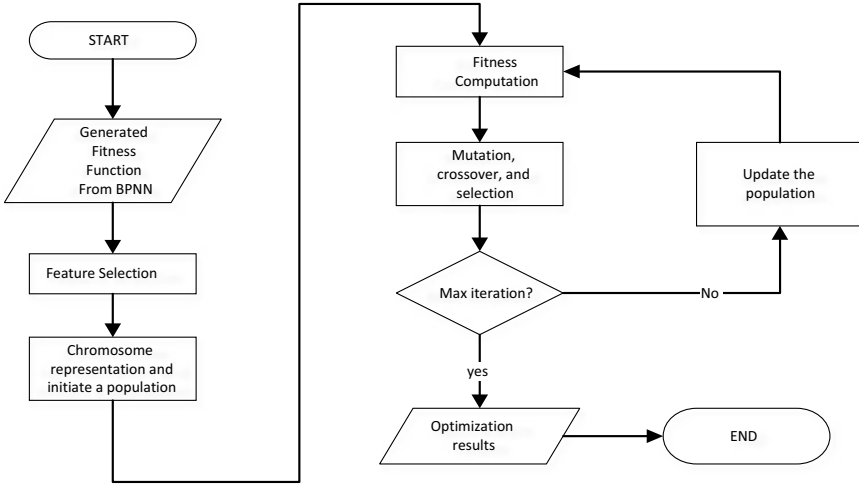 START
Generated
Fitness
Function
From BPNN
Feature Selection
Chromosome
representation and
initiate a population
Fitness
Computation
Mutation,
crossover, and
selection
Max iteration?
No
Update the
population
yes
Optimization
results
END